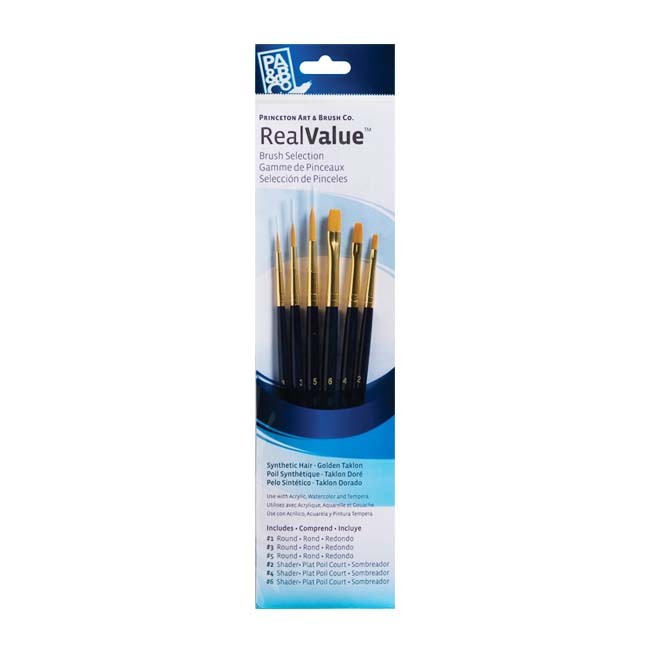 PA
&B
Co
PRINCETON ART & BRUSH CO.
RealValue™
Brush Selection
Gamme de Pinceaux
Selección de Pinceles
1 3 5 6 4 2
Synthetic Hair - Golden Taklon
Poil Synthétique - Taklon Doré
Pelo Sintético - Taklon Dorado
Use with Acrylic, Watercolor and Tempera
Utilisez avec Acrylique, Aquarelle et Gouache
Use con Acrílico, Acuarela y Pintura Tempera
Includes • Comprend • Incluye
#1 Round • Rond • Redondo
#3 Round • Rond • Redondo
#5 Round • Rond • Redondo
#2 Shader • Plat Poil Court • Sombreador
#4 Shader • Plat Poil Court • Sombreador
#6 Shader • Plat Poil Court • Sombreador